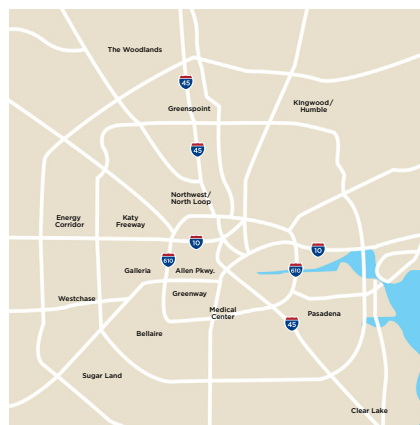 The Woodlands
45
Greenspoint
Kingwood/
Humble
45
Northwest/
North Loop
Energy
Corridor
Katy
Freeway
10
10
610
Galleria
Allen Pkwy.
610
Greenway
Westchase
Medical
Center
Pasadena
45
Bellaire
Sugar Land
Clear Lake